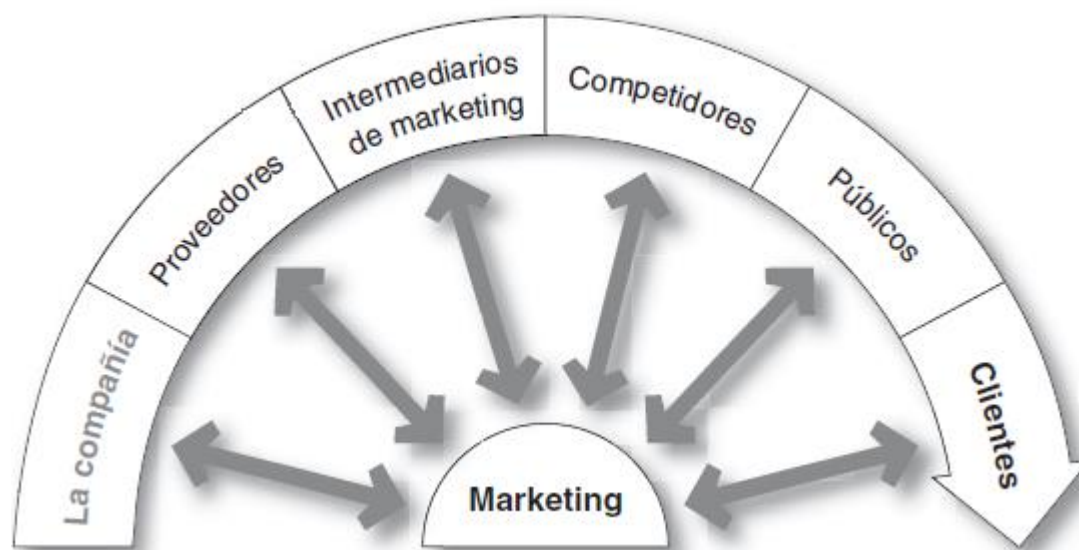 La compañía
Proveedores
Intermediarios
de marketing
Competidores
Públicos
Clientes
Marketing